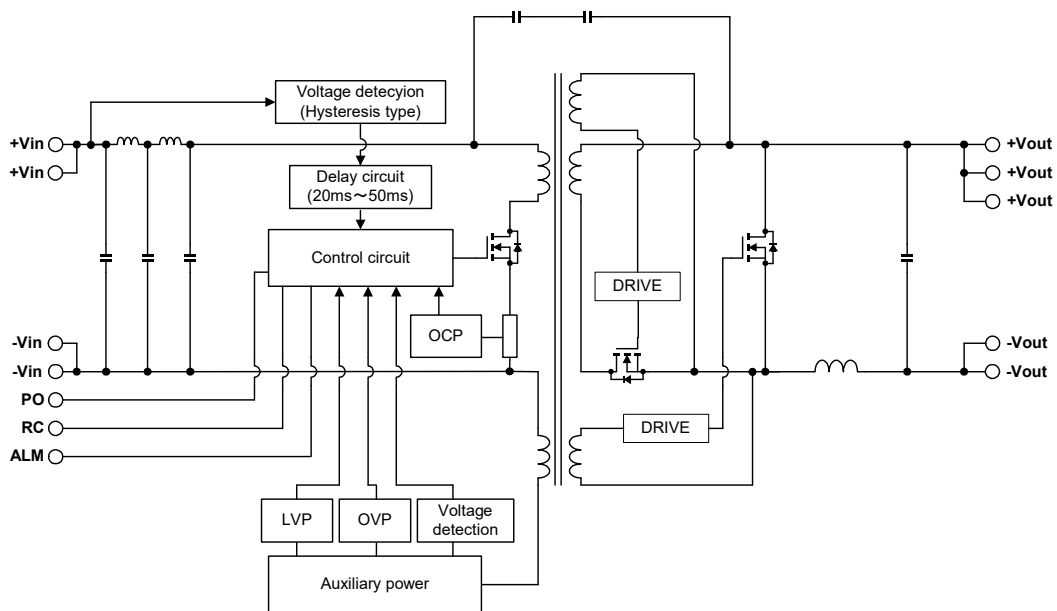 Voltage detecyion
(Hysteresis type)
+Vin
+Vin
Delay circuit
(20ms～50ms)
Control circuit
OCP
-Vin
-Vin
PO
RC
ALM
LVP
OVP
Voltage
detection
Auxiliary power
DRIVE
DRIVE
+Vout
+Vout
+Vout
-Vout
-Vout